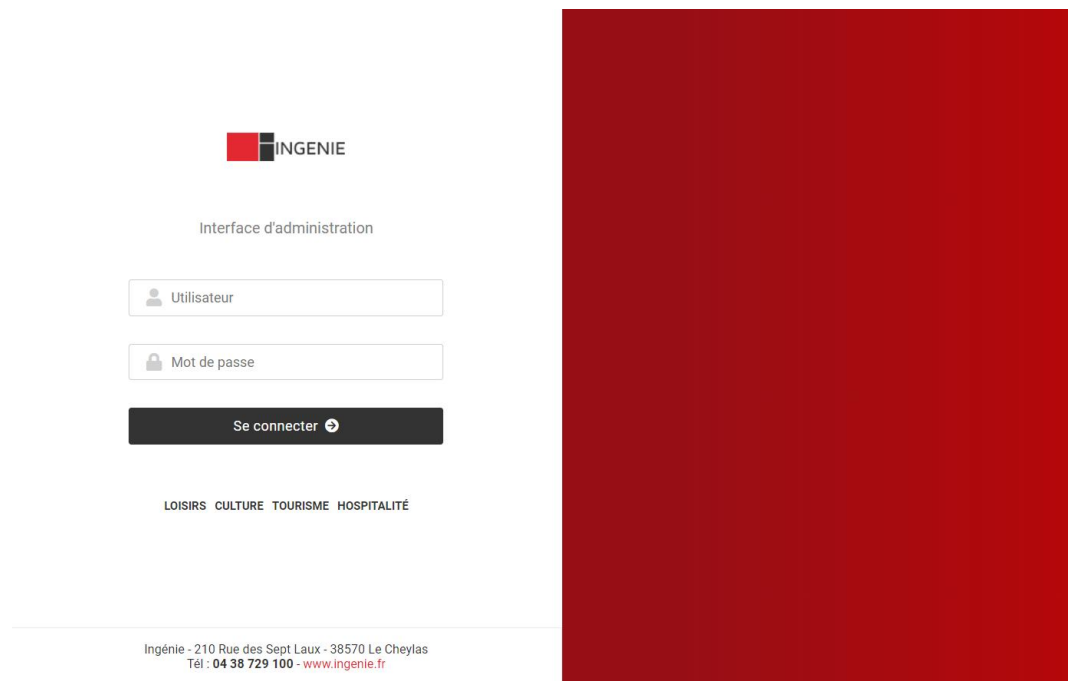 INGENIE
Interface d'administration
Utilisateur
Mot de passe
Se connecter
LOISIRS CULTURE TOURISME HOSPITALITÉ
Ingénie - 210 Rue des Sept Laux - 38570 Le Cheylas
Tél : 04 38 729 100 - www.ingenie.fr